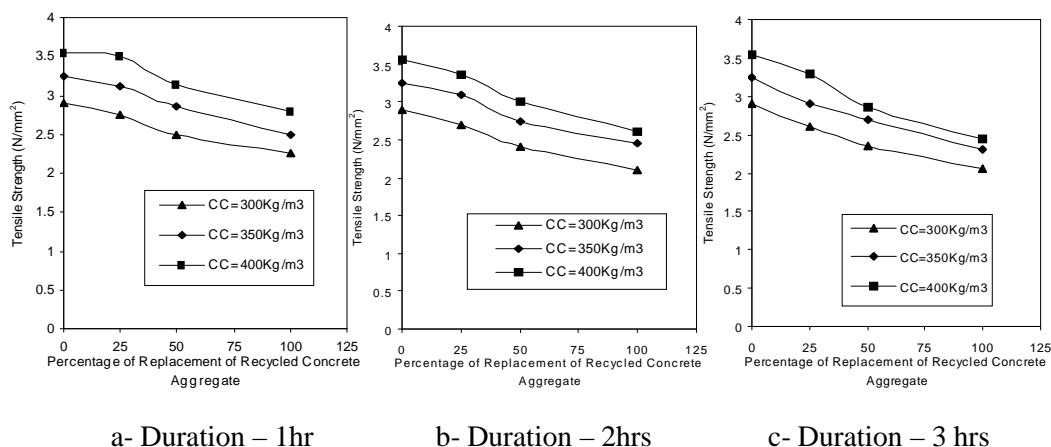 Tensile Strength (N/mm²)
4
3.5
3
2.5
2
1.5
1
0.5
0
CC=300Kg/m3
CC=350Kg/m3
CC=400Kg/m3
0 25 50 75 100 125
Percentage of Replacement of Recycled Concrete
Aggregate
a- Duration – 1hr
Tensile Strength (N/mm²)
4
3.5
3
2.5
2
1.5
1
0.5
0
CC=300Kg/m3
CC=350Kg/m3
CC=400Kg/m3
0 25 50 75 100 125
Percentage of Replacement of Recycled Concrete
Aggregate
b- Duration – 2hrs
Tensile Strength (N/mm²)
4
3.5
3
2.5
2
1.5
1
0.5
0
CC=300Kg/m3
CC=350Kg/m3
CC=400Kg/m3
0 25 50 75 100 125
Percentage of Replacement of Recycled Concrete
Aggregate
c- Duration – 3 hrs